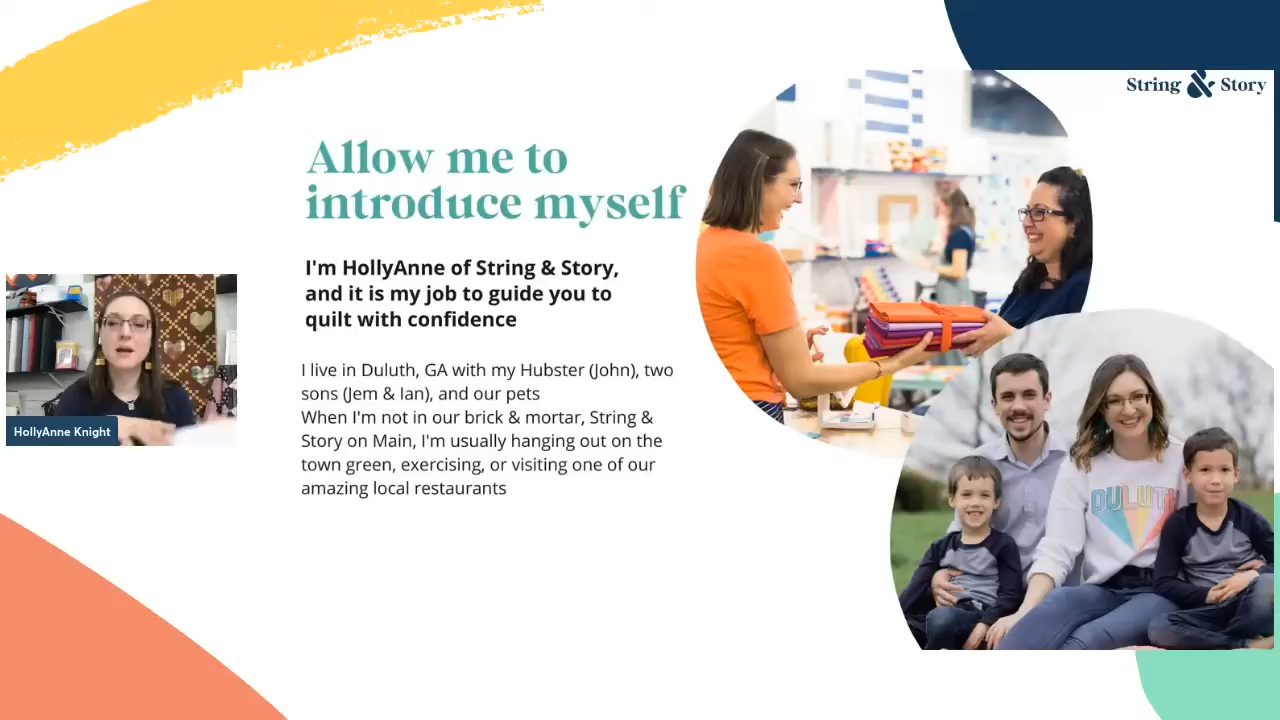 String & Story
Allow me to
introduce myself
I'm HollyAnne of String & Story,
and it is my job to guide you to
quilt with confidence
I live in Duluth, GA with my Hubster (John), two
sons (Jem & Ian), and our pets
When I'm not in our brick & mortar, String &
Story on Main, I'm usually hanging out on the
town green, exercising, or visiting one of our
amazing local restaurants
HollyAnne Knight
DULUTH